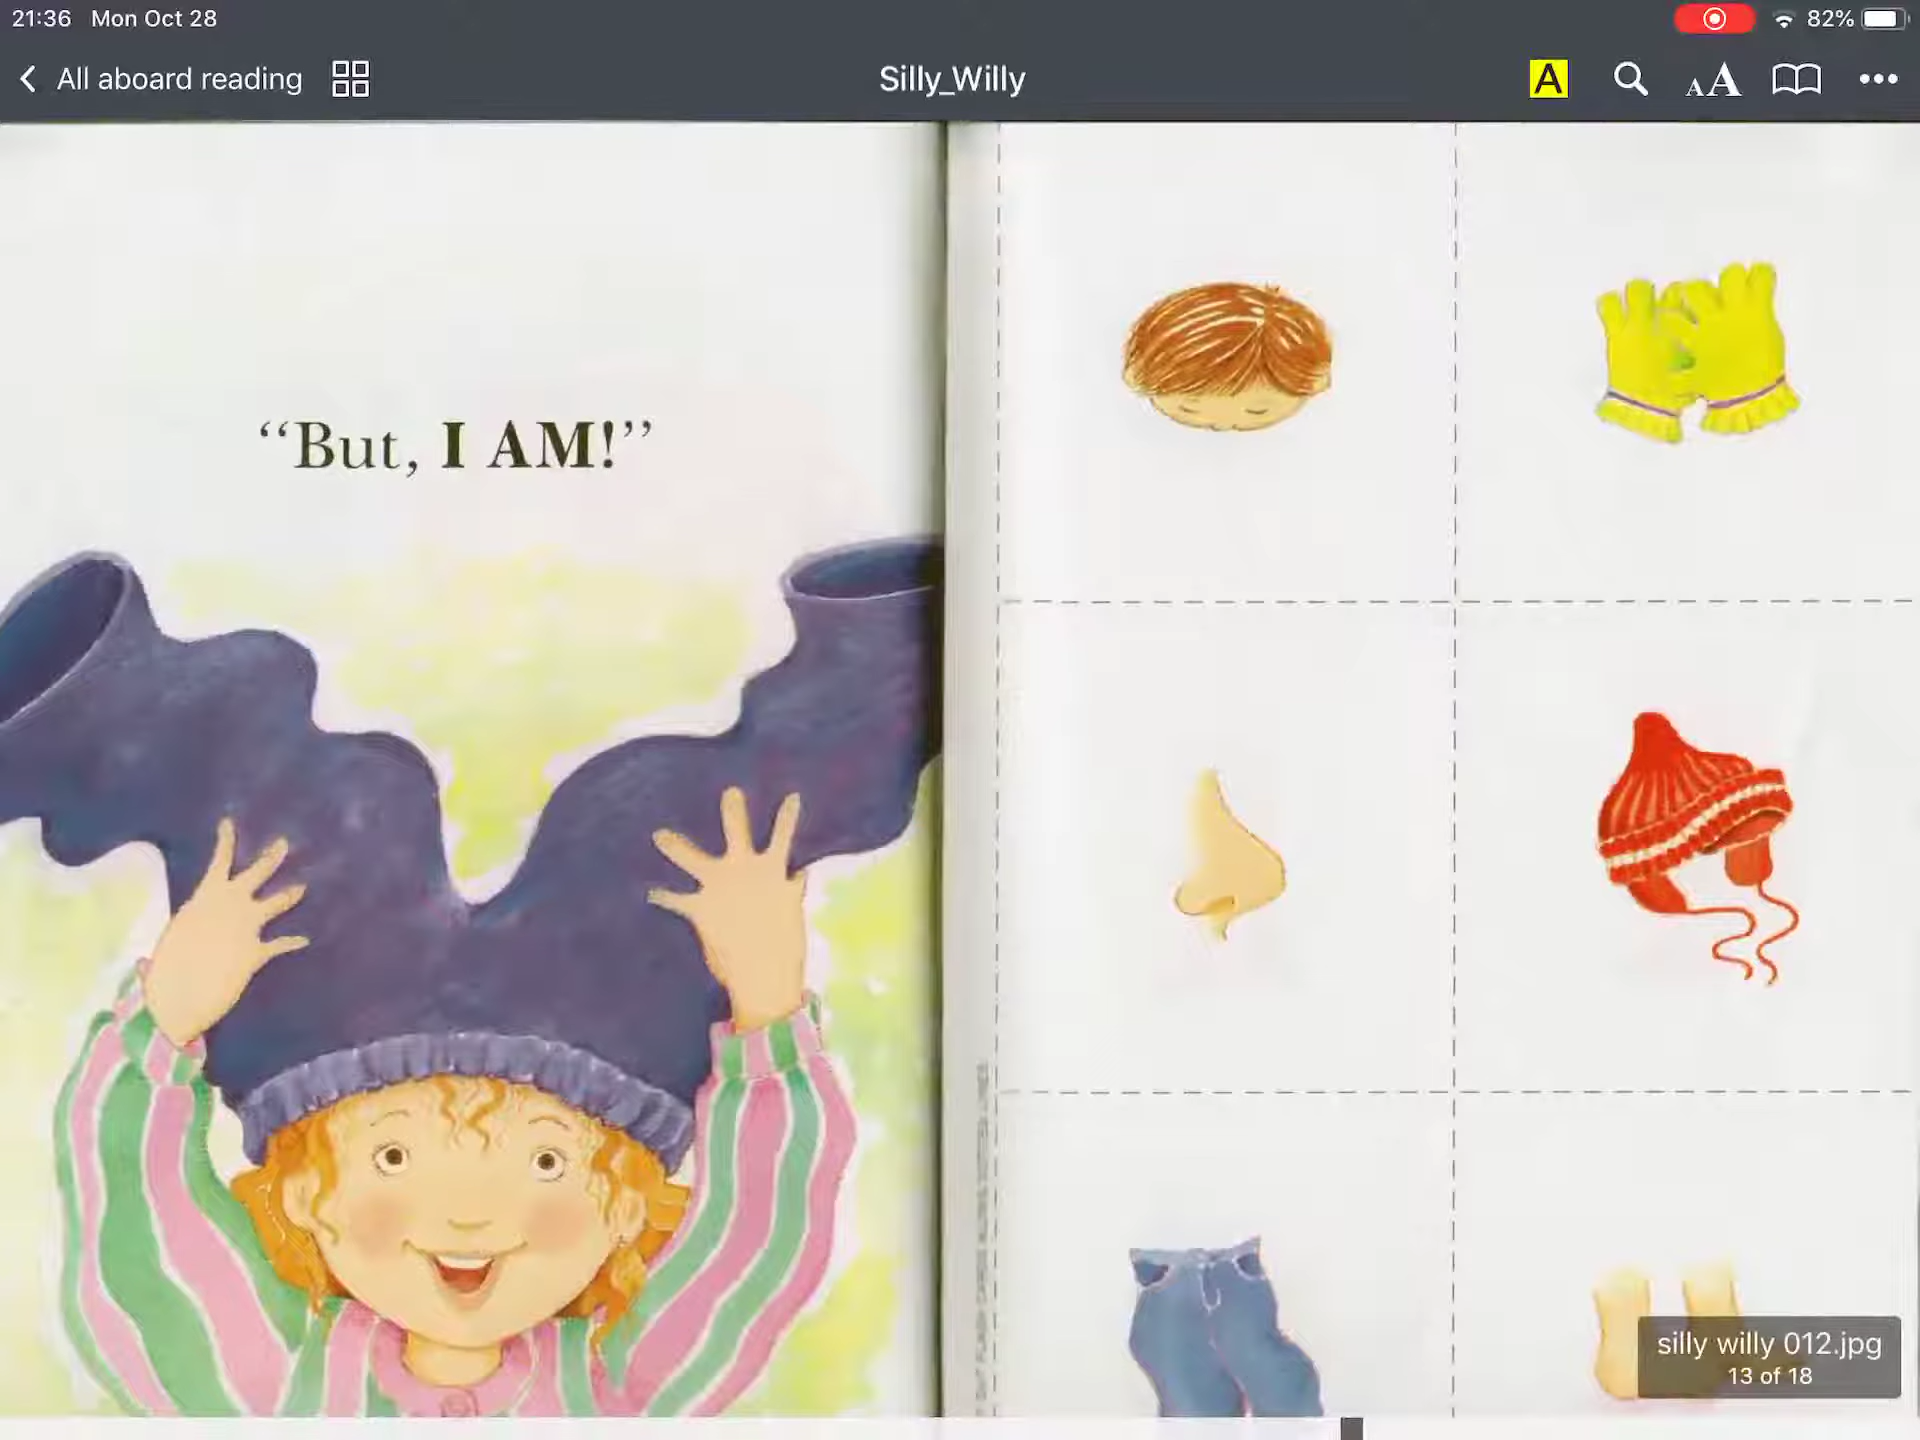 21:36 Mon Oct 28
82%
All aboard reading
Silly_Willy
A
AA
“But, I AM!”
silly willy 012.jpg
13 of 18